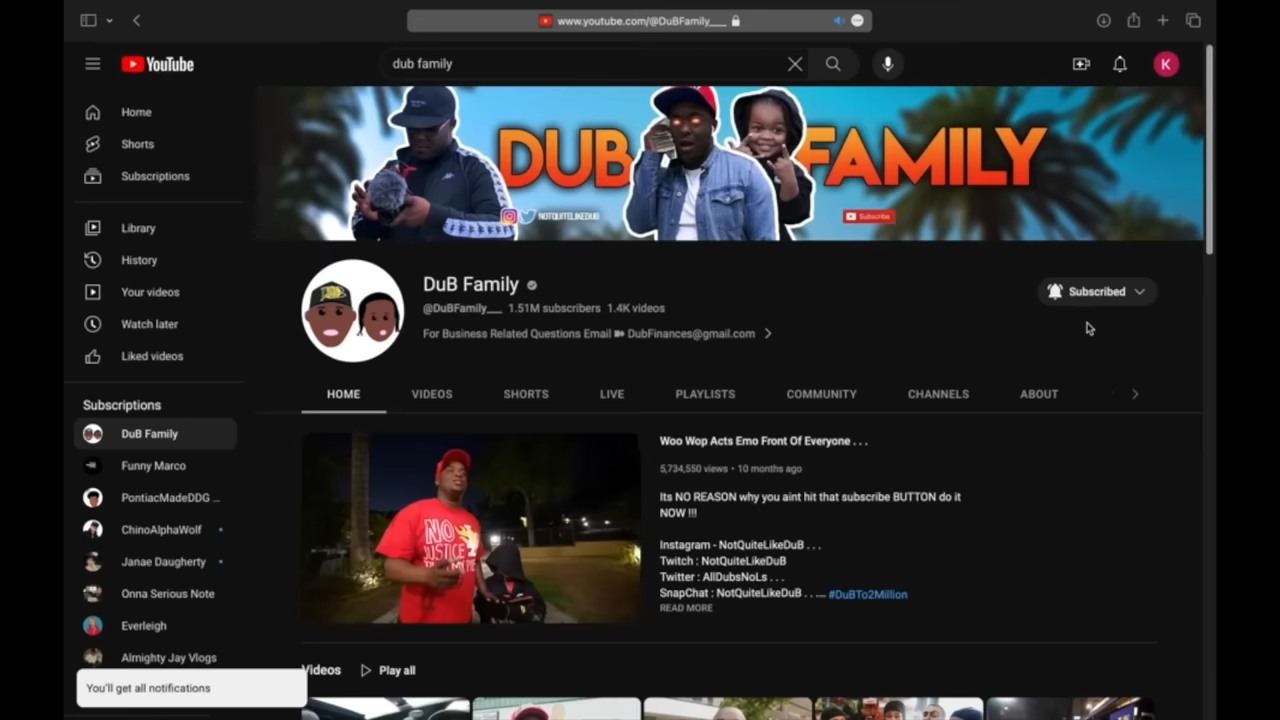 www.youtube.com/@DuBFamily___
YouTube
dub family
K
Home
Shorts
Subscriptions
Library
History
Your videos
Watch later
Liked videos
Subscriptions
DuB Family
Funny Marco
PontiacMadeDDG ...
ChinoAlphaWolf
Janae Daugherty
Onna Serious Note
Everleigh
Almighty Jay Vlogs
You'll get all notifications
DUB FAMILY
NOTQUITELIKEDUB
Subscribe
DuB Family
@DuBFamily___ 1.51M subscribers 1.4K videos
For Business Related Questions Email DubFinances@gmail.com
Subscribed
HOME VIDEOS SHORTS LIVE PLAYLISTS COMMUNITY CHANNELS ABOUT
NO
JUSTICE
Woo Wop Acts Emo Front Of Everyone . . .
5,734,550 views • 10 months ago
Its NO REASON why you aint hit that subscribe BUTTON do it
NOW !!!
Instagram - NotQuiteLikeDuB . . .
Twitch : NotQuiteLikeDuB
Twitter : AllDubsNoLs . . .
SnapChat : NotQuiteLikeDuB . . .... #DuBTo2Million
READ MORE
Videos Play all